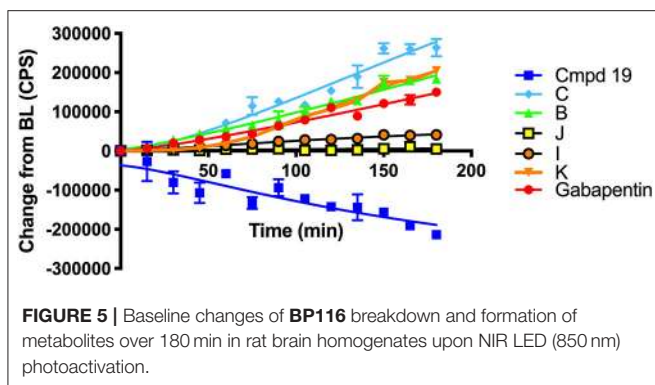 Change from BL (CPS)
300000
200000
100000
0
-100000
-200000
-300000
50
100
150
200
Time (min)
Cmpd 19
C
B
J
I
K
Gabapentin
FIGURE 5 | Baseline changes of BP116 breakdown and formation of
metabolites over 180 min in rat brain homogenates upon NIR LED (850 nm)
photoactivation.